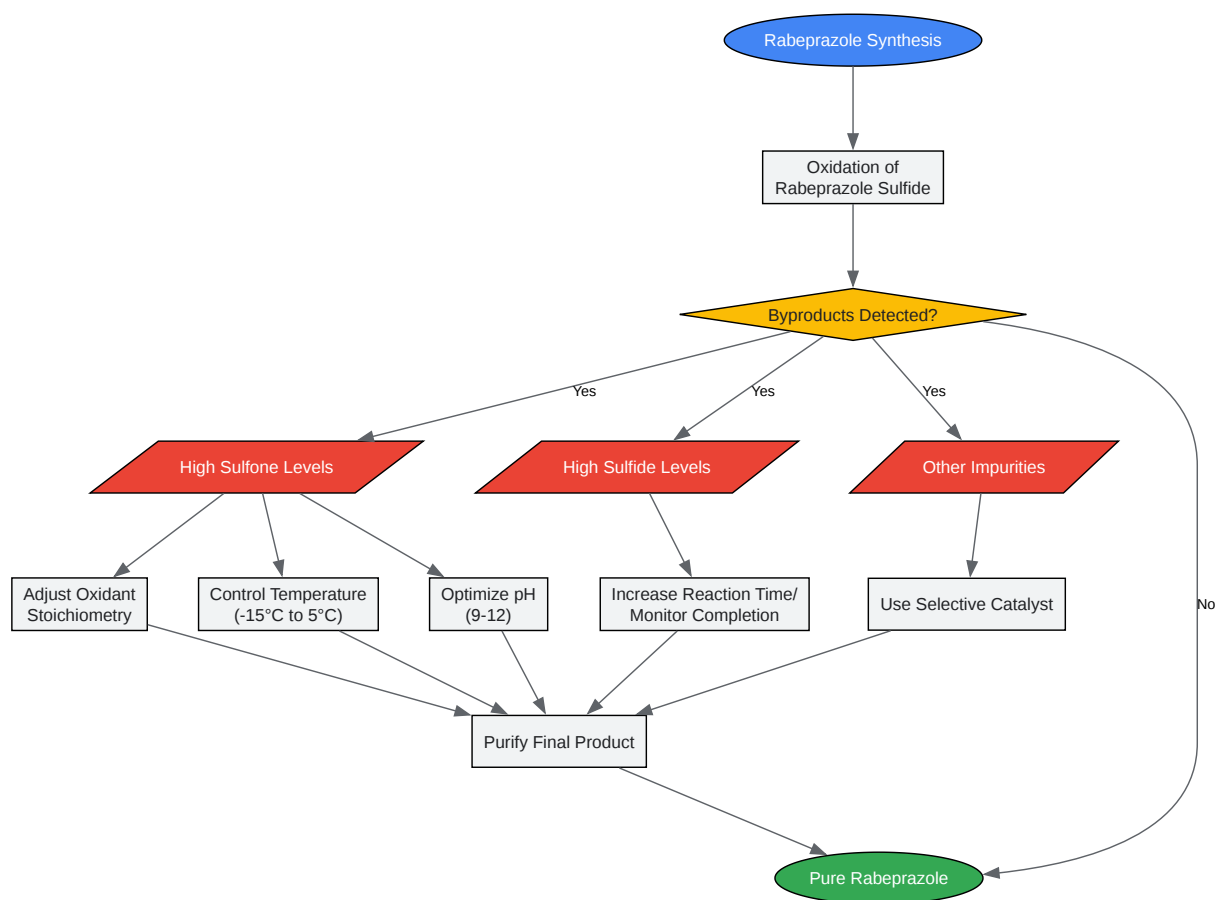 Rabeprazole Synthesis
Oxidation of
Rabeprazole Sulfide
Byproducts Detected?
Yes
Yes
Yes
High Sulfone Levels
High Sulfide Levels
Other Impurities
Adjust Oxidant
Stoichiometry
Control Temperature
(-15°C to 5°C)
Optimize pH
(9-12)
Increase Reaction Time/
Monitor Completion
Use Selective Catalyst
No
Purify Final Product
Pure Rabeprazole